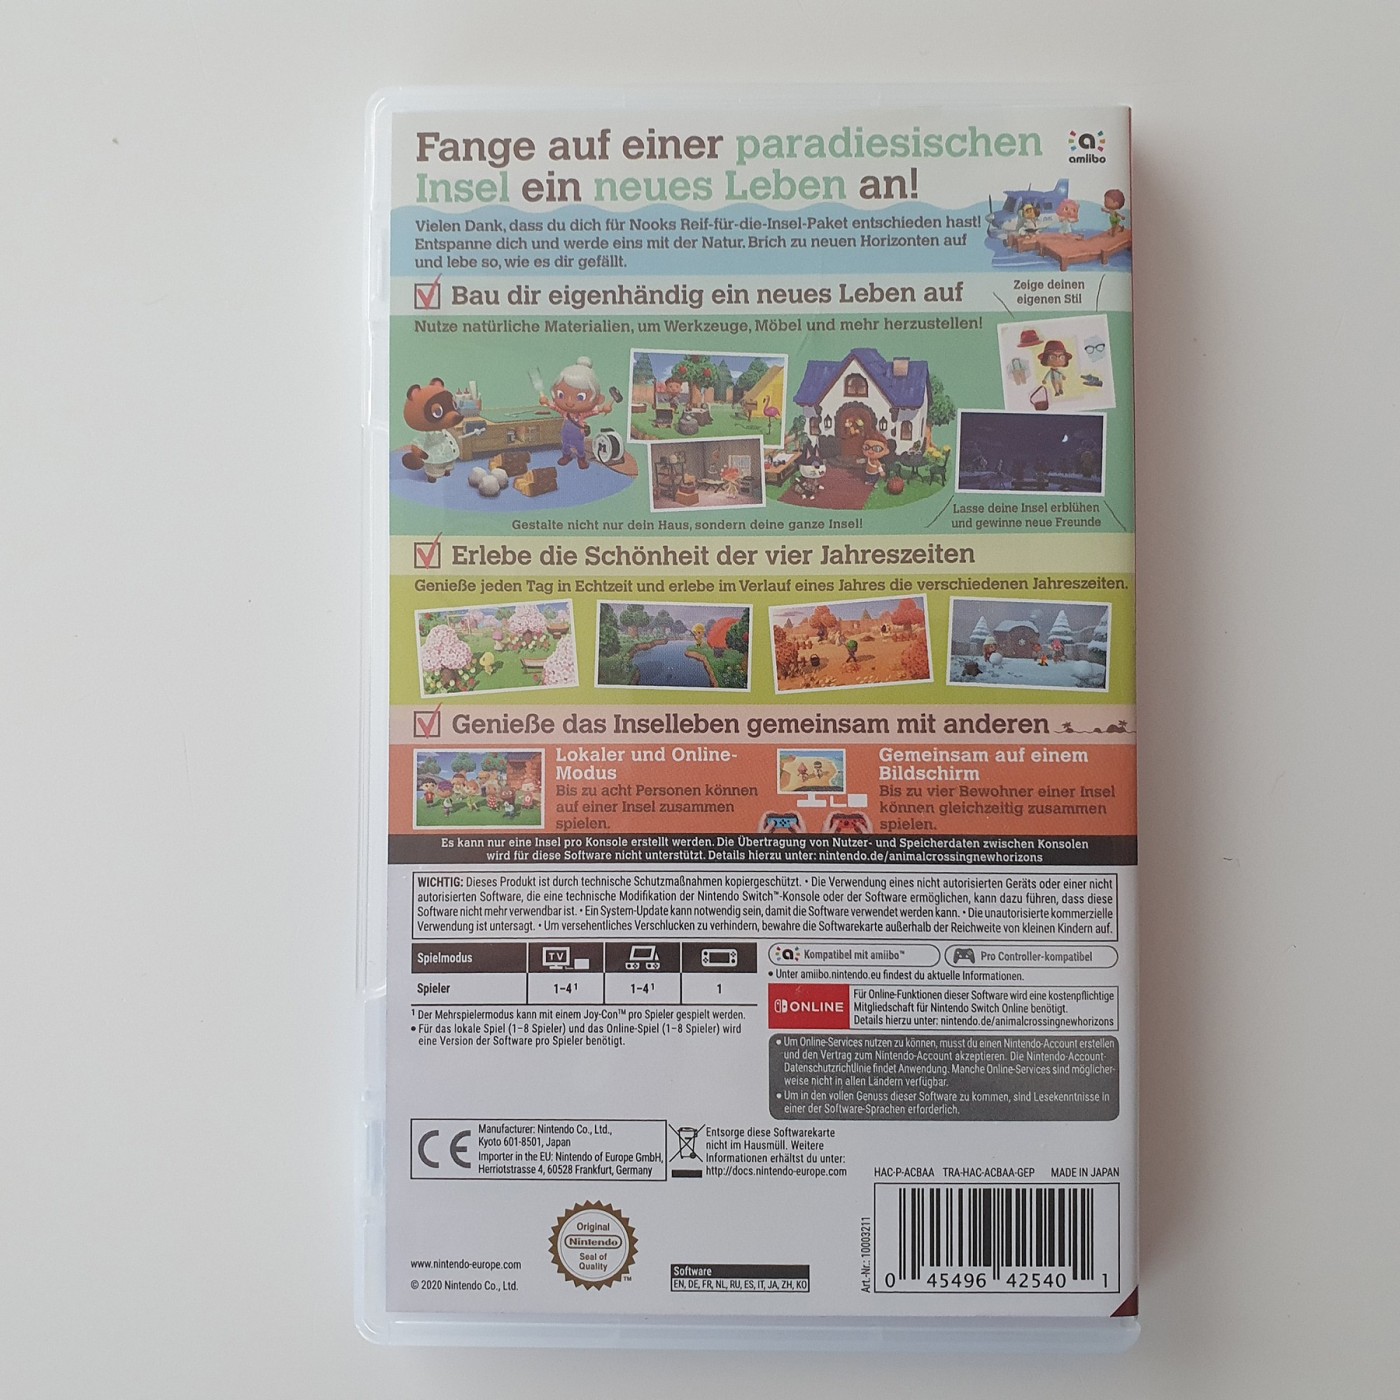 Fange auf einer paradiesischen
Insel ein neues Leben an!
amiibo
Vielen Dank, dass du dich für Nooks Reif-für-die-Insel-Paket entschieden hast!
Entspanne dich und werde eins mit der Natur. Brich zu neuen Horizonten auf
und lebe so, wie es dir gefällt.
Bau dir eigenhändig ein neues Leben auf
Zeige deinen
eigenen Stil
Nutze natürliche Materialien, um Werkzeuge, Möbel und mehr herzustellen!
Gestalte nicht nur dein Haus, sondern deine ganze Insel!
Lasse deine Insel erblühen
und gewinne neue Freunde
Erlebe die Schönheit der vier Jahreszeiten
Genieße jeden Tag in Echtzeit und erlebe im Verlauf eines Jahres die verschiedenen Jahreszeiten.
Genieße das Inselleben gemeinsam mit anderen
Lokaler und Online-
Modus
Bis zu acht Personen können
auf einer Insel zusammen
spielen.
Gemeinsam auf einem
Bildschirm
Bis zu vier Bewohner einer Insel
können gleichzeitig zusammen
spielen.
Es kann nur eine Insel pro Konsole erstellt werden. Die Übertragung von Nutzer- und Speicherdaten zwischen Konsolen
wird für diese Software nicht unterstützt. Details hierzu unter: nintendo.de/animalcrossingnewhorizons
WICHTIG: Dieses Produkt ist durch technische Schutzmaßnahmen kopiergeschützt. • Die Verwendung eines nicht autorisierten Geräts oder einer nicht
autorisierten Software, die eine technische Modifikation der Nintendo Switch™-Konsole oder der Software ermöglichen, kann dazu führen, dass diese
Software nicht mehr verwendbar ist. • Ein System-Update kann notwendig sein, damit die Software verwendet werden kann. • Die unautorisierte kommerzielle
Verwendung ist untersagt. • Um versehentliches Verschlucken zu verhindern, bewahre die Softwarekarte außerhalb der Reichweite von kleinen Kindern auf.
Spielmodus TV
Spieler 1-4¹ 1-4¹ 1
¹ Der Mehrspielermodus kann mit einem Joy-Con™ pro Spieler gespielt werden.
• Für das lokale Spiel (1-8 Spieler) und das Online-Spiel (1-8 Spieler) wird
eine Version der Software pro Spieler benötigt.
Kompatibel mit amiibo™
Pro Controller-kompatibel
• Unter amiibo.nintendo.eu findest du aktuelle Informationen.
ONLINE
Für Online-Funktionen dieser Software wird eine kostenpflichtige
Mitgliedschaft für Nintendo Switch Online benötigt.
Details hierzu unter: nintendo.de/animalcrossingnewhorizons
• Um Online-Services nutzen zu können, musst du einen Nintendo-Account erstellen
und den Vertrag zum Nintendo-Account akzeptieren. Die Nintendo-Account-
Datenschutzrichtlinie findet Anwendung. Manche Online-Services sind möglicher-
weise nicht in allen Ländern verfügbar.
• Um in den vollen Genuss dieser Software zu kommen, sind Lesekenntnisse in
einer der Software-Sprachen erforderlich.
CE
Manufacturer: Nintendo Co., Ltd.,
Kyoto 601-8501, Japan
Importer in the EU: Nintendo of Europe GmbH,
Herriotstrasse 4, 60528 Frankfurt, Germany
Entsorge diese Softwarekarte
nicht im Hausmüll. Weitere
Informationen erhältst du unter:
http://docs.nintendo-europe.com
HAC-P-ACBAA TRA-HAC-ACBAA-GEP MADE IN JAPAN
Art.-Nr.: 10003211
0 45496 42540 1
Original
Nintendo
Seal of
Quality
TM
www.nintendo-europe.com
© 2020 Nintendo Co., Ltd.
Software
EN, DE, FR, NL, RU, ES, IT, JA, ZH, KO